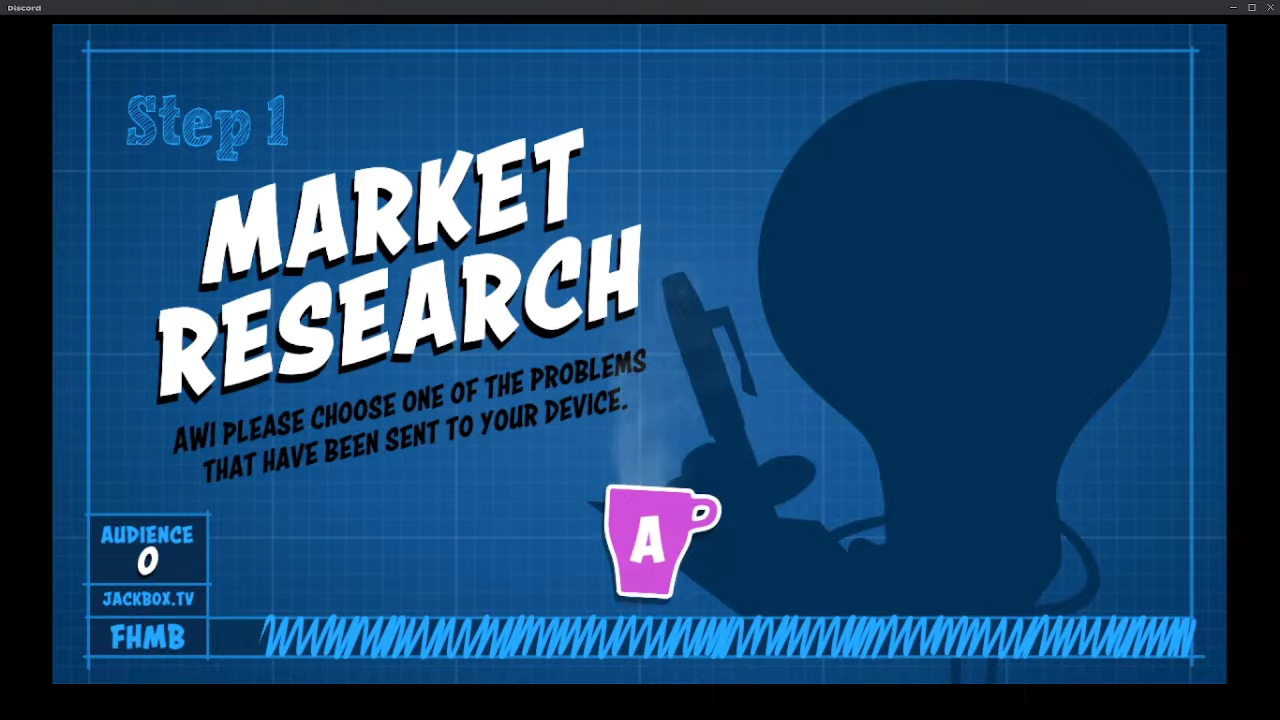 Discord
Step 1
MARKET
RESEARCH
AWI PLEASE CHOOSE ONE OF THE PROBLEMS
THAT HAVE BEEN SENT TO YOUR DEVICE.
A
AUDIENCE
0
JACKBOX.TV
FHMB